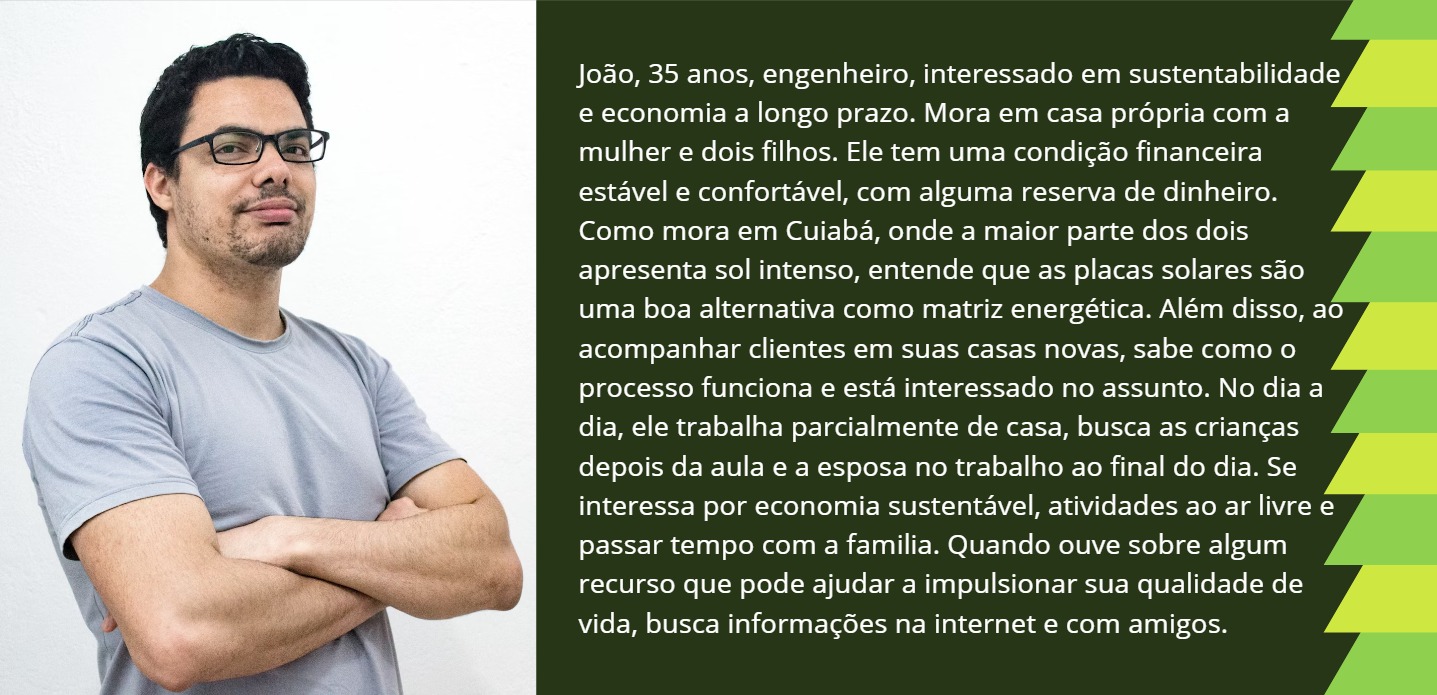 João, 35 anos, engenheiro, interessado em sustentabilidade
e economia a longo prazo. Mora em casa própria com a
mulher e dois filhos. Ele tem uma condição financeira
estável e confortável, com alguma reserva de dinheiro.
Como mora em Cuiabá, onde a maior parte dos dois
apresenta sol intenso, entende que as placas solares são
uma boa alternativa como matriz energética. Além disso, ao
acompanhar clientes em suas casas novas, sabe como o
processo funciona e está interessado no assunto. No dia a
dia, ele trabalha parcialmente de casa, busca as crianças
depois da aula e a esposa no trabalho ao final do dia. Se
interessa por economia sustentável, atividades ao ar livre e
passar tempo com a familia. Quando ouve sobre algum
recurso que pode ajudar a impulsionar sua qualidade de
vida, busca informações na internet e com amigos.